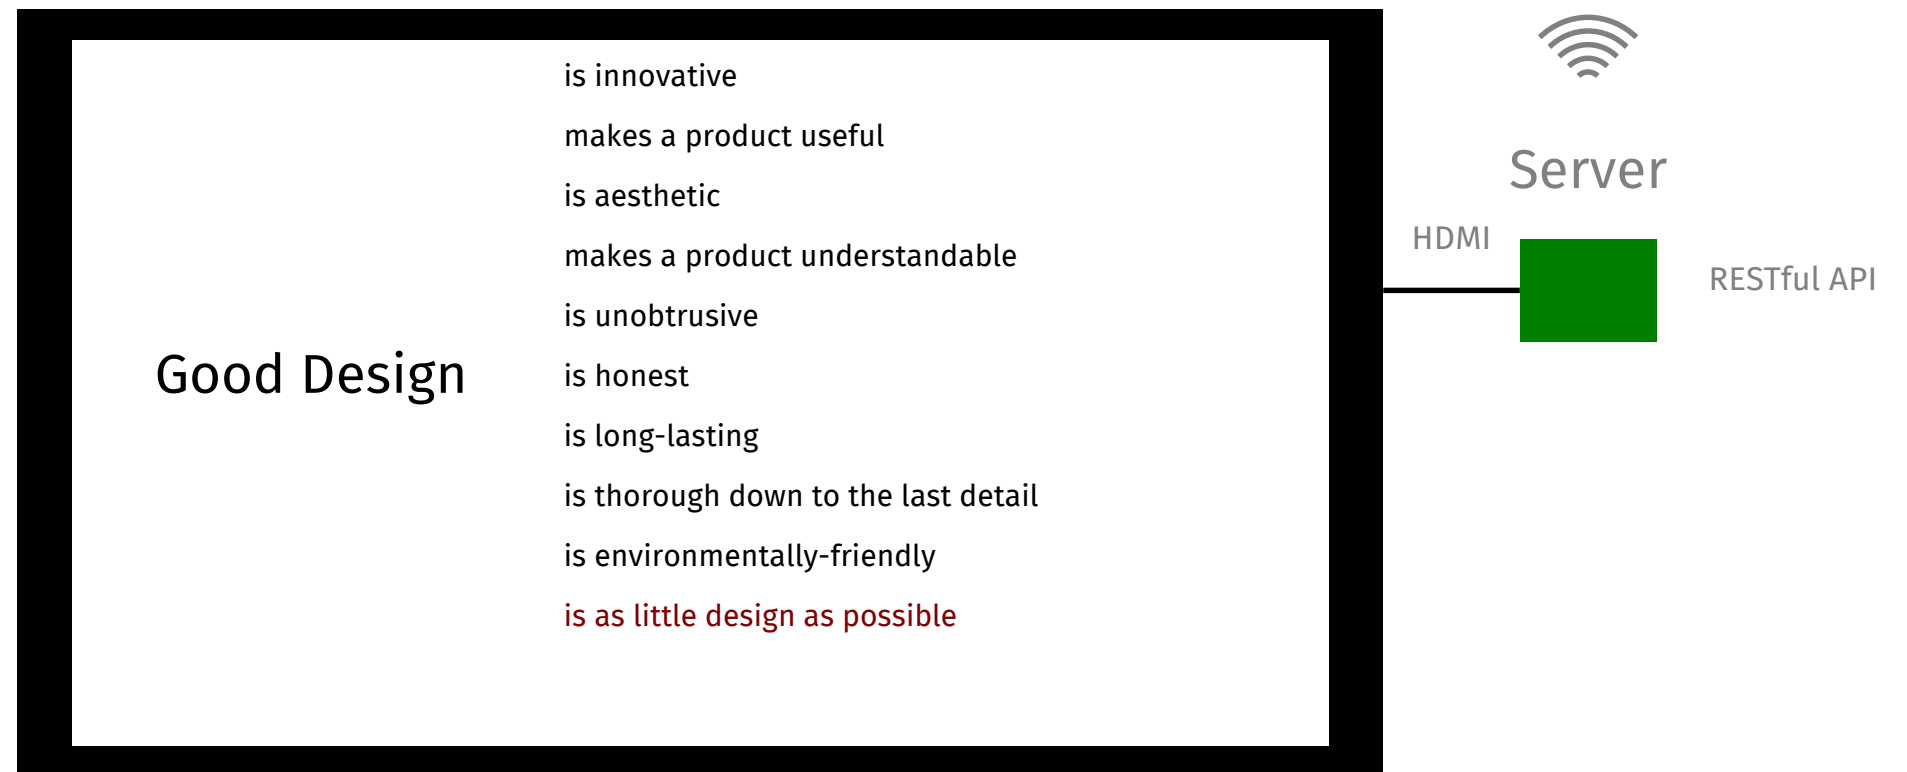 is innovative
makes a product useful
is aesthetic
makes a product understandable
is unobtrusive
Good Design
is honest
is long-lasting
is thorough down to the last detail
is environmentally-friendly
is as little design as possible
Server
HDMI
RESTful API